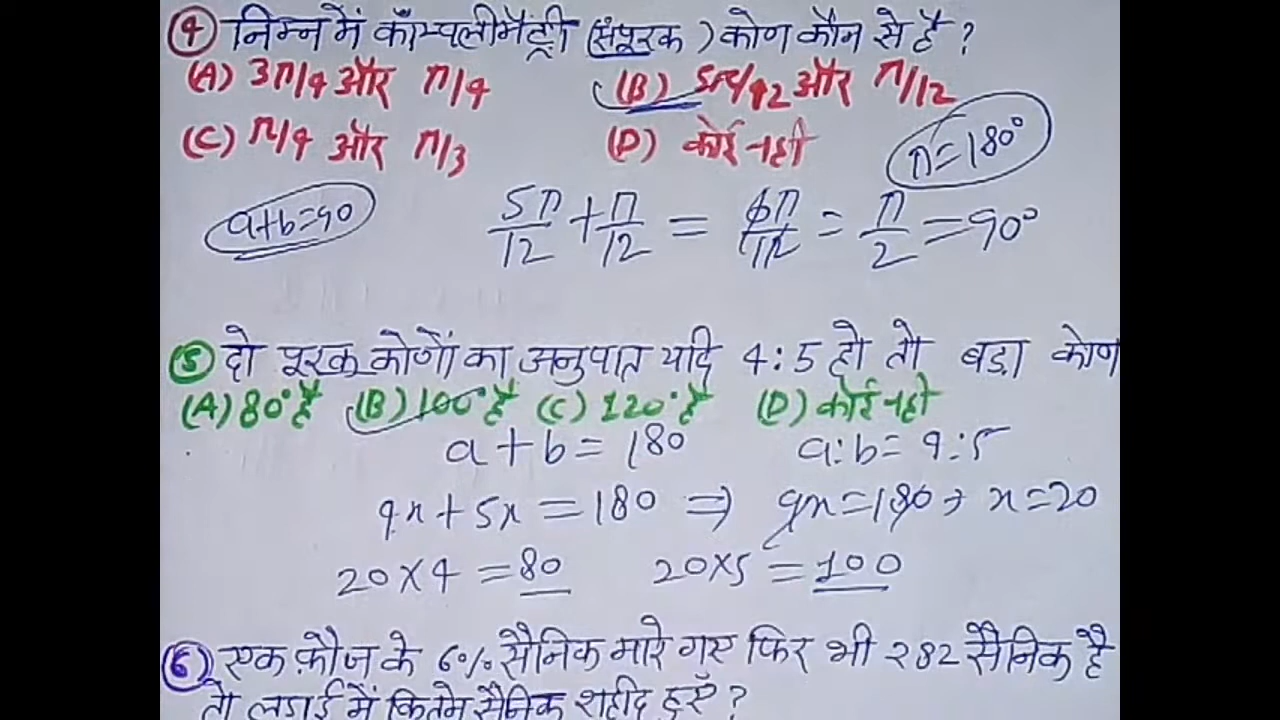 ④ निम्न में कॉम्पलीमैट्री (संपूरक ) कोण कौन से है ?
(A) 3π/4 और π/4 (B) 5π/12 और π/12
(C) π/4 और π/3 (D) कोई नही
π=180°
a+b=90
5π/12 + π/12 = 6π/12 = π/2 = 90°
⑤ दो पूरक कोणों का अनुपात यदि 4:5 हो तो बड़ा कोण
(A) 80° है (B) 100° है (C) 120° है (D) कोई नही
a + b = 180 a:b = 4:5
4x + 5x = 180 ⇒ 9x = 180 → x = 20
20 × 4 = 80 20 × 5 = 100
⑥ एक फ़ौज के 6% सैनिक मारे गए फिर भी 282 सैनिक है
तो लडाई में कितने सैनिक शहीद हुएँ ?